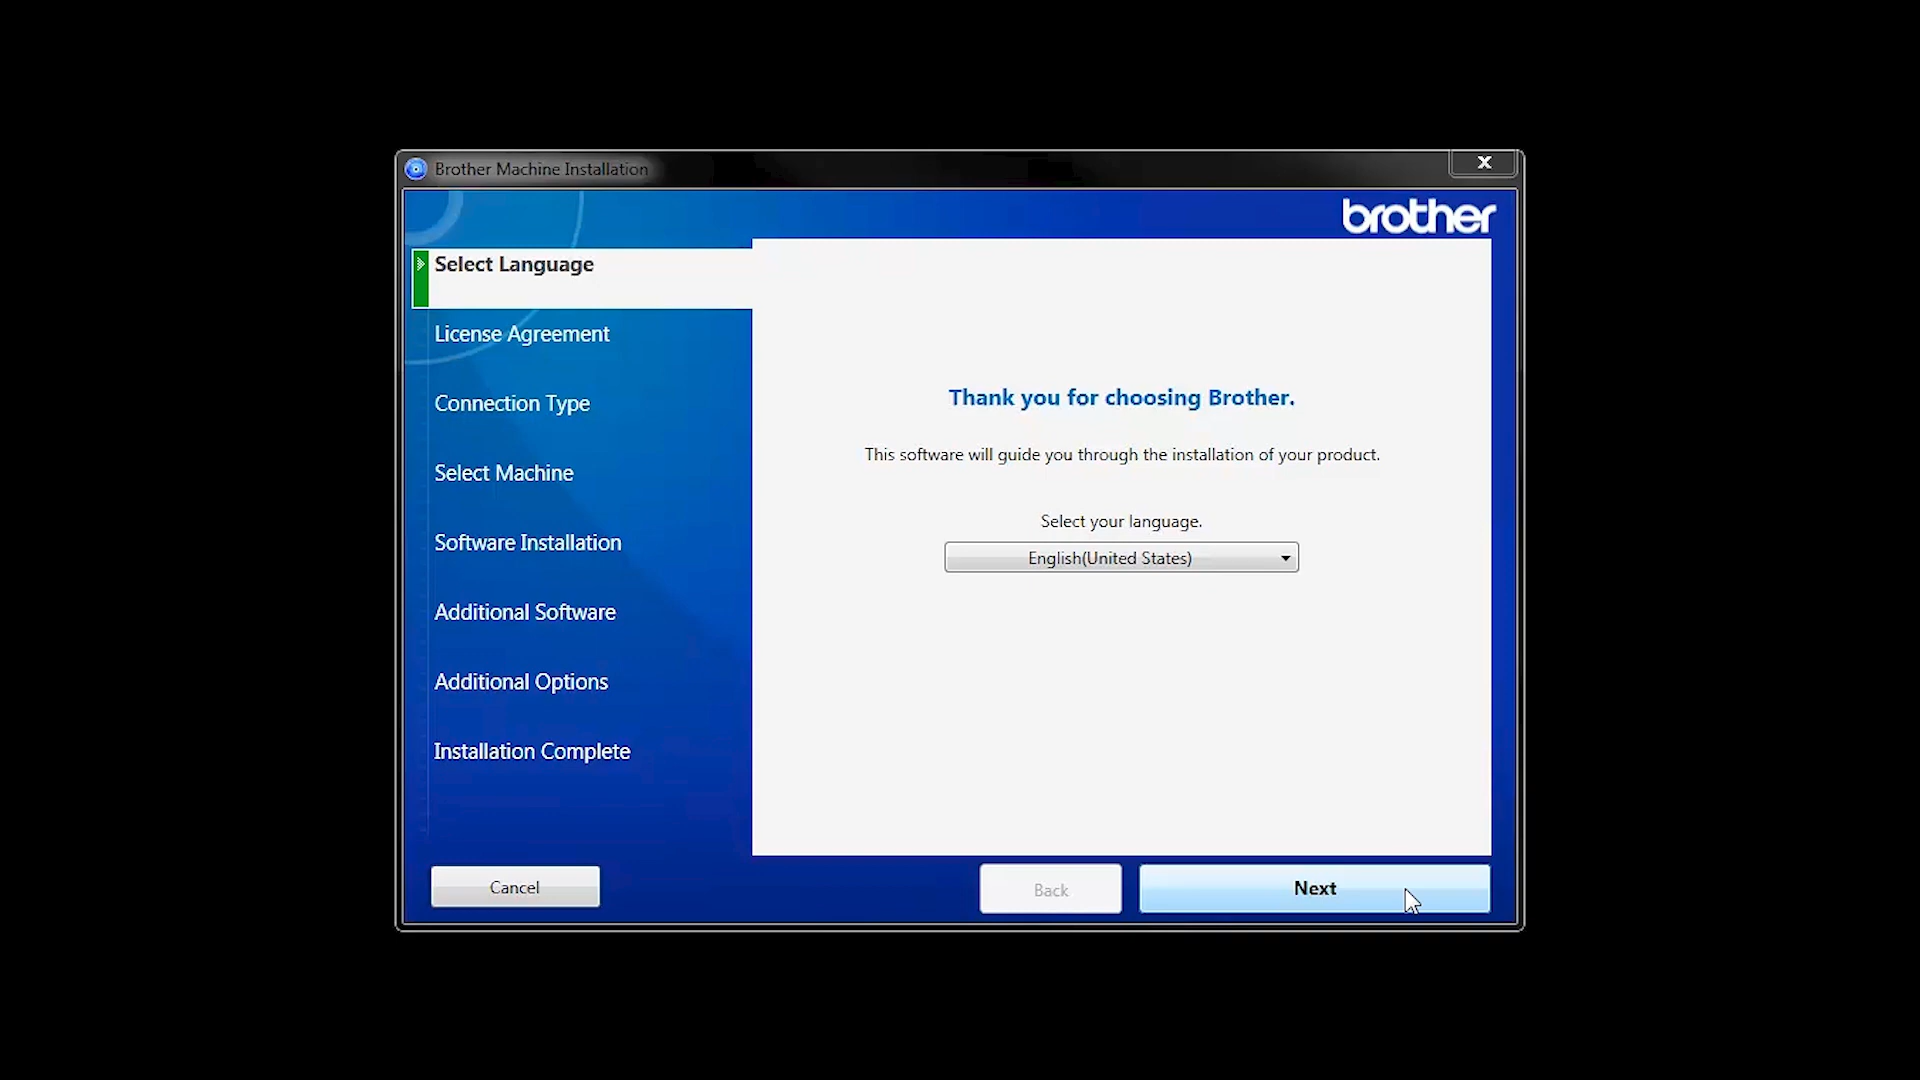 Brother Machine Installation
X
brother
Select Language
License Agreement
Connection Type
Select Machine
Software Installation
Additional Software
Additional Options
Installation Complete
Thank you for choosing Brother.
This software will guide you through the installation of your product.
Select your language.
English(United States)
Cancel
Back
Next